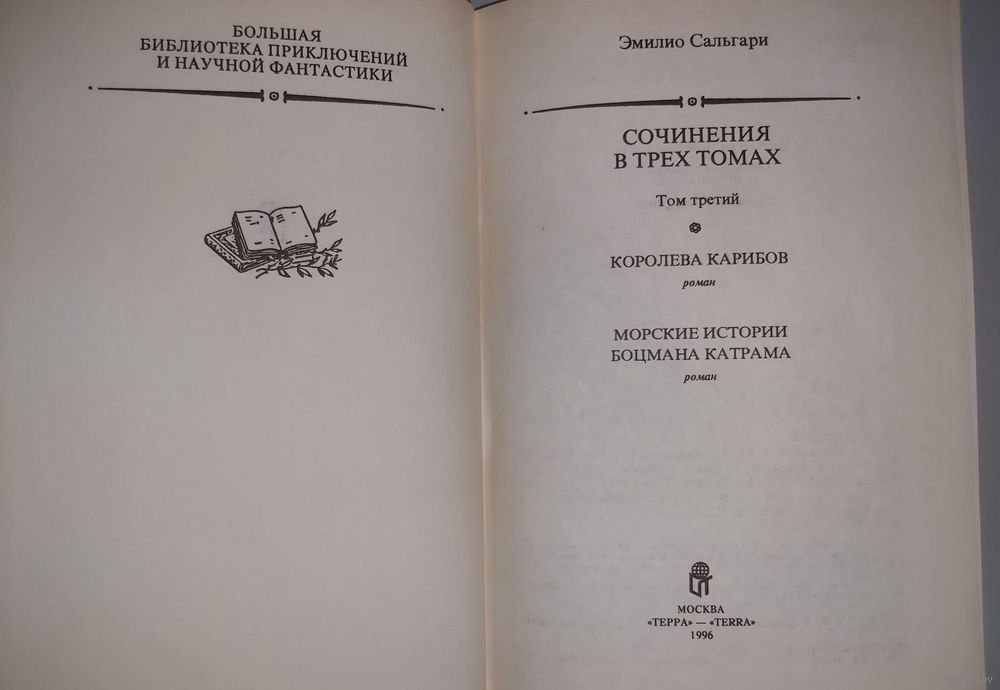 БОЛЬШАЯ
БИБЛИОТЕКА ПРИКЛЮЧЕНИЙ
И НАУЧНОЙ ФАНТАСТИКИ
Эмилио Сальгари
СОЧИНЕНИЯ
В ТРЕХ ТОМАХ
Том третий
КОРОЛЕВА КАРИБОВ
роман
МОРСКИЕ ИСТОРИИ
БОЦМАНА КАТРАМА
роман
МОСКВА
«ТЕРРА» — «TERRA»
1996